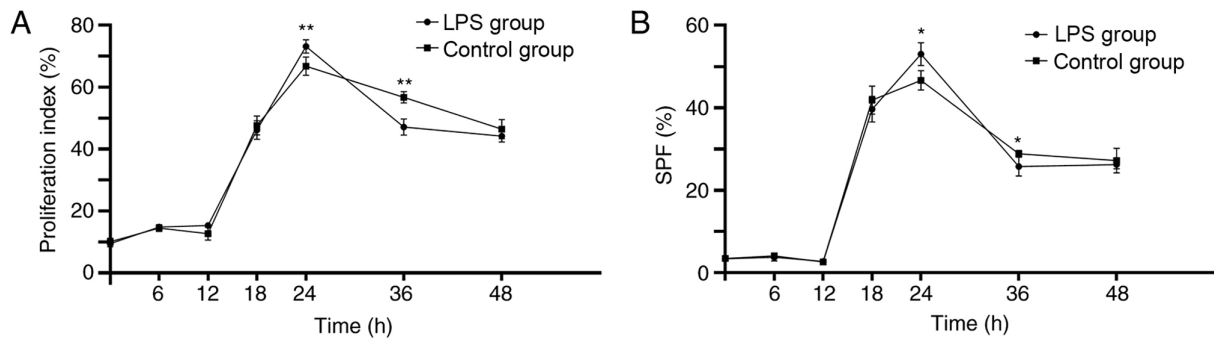 A
Proliferation index (%)
80
60
40
20
0
**
**
LPS group
Control group
6 12 18 24 36 48
Time (h)
B
SPF (%)
60
40
20
0
*
*
LPS group
Control group
6 12 18 24 36 48
Time (h)